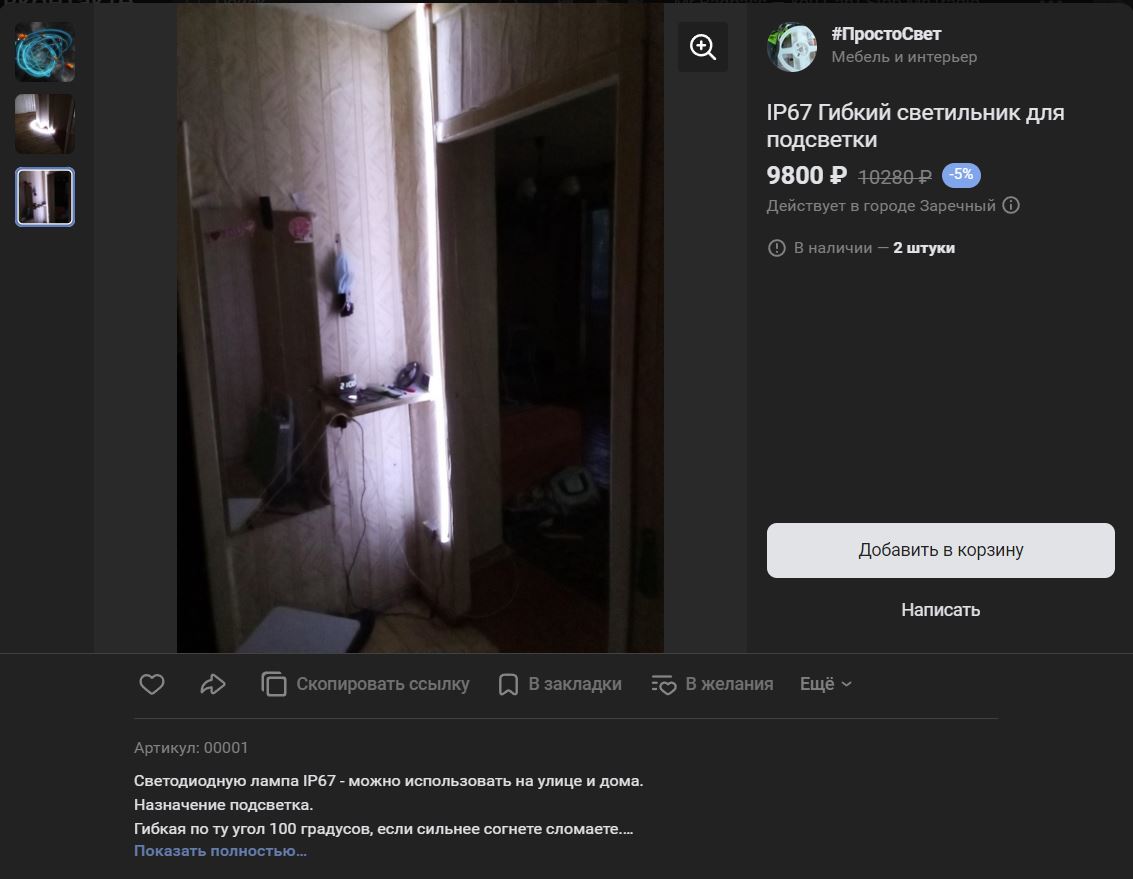 #ПростоСвет
Мебель и интерьер
IP67 Гибкий светильник для
подсветки
9800 ₽ 10280 ₽ -5%
Действует в городе Заречный
В наличии — 2 штуки
Добавить в корзину
Написать
Скопировать ссылку В закладки В желания Ещё
Артикул: 00001
Светодиодную лампа IP67 - можно использовать на улице и дома.
Назначение подсветка.
Гибкая по ту угол 100 градусов, если сильнее согнете сломаете....
Показать полностью...